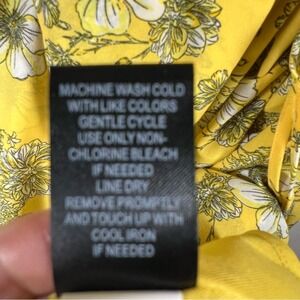 MACHINE WASH COLD
WITH LIKE COLORS
GENTLE CYCLE
USE ONLY NON-
CHLORINE BLEACH
IF NEEDED
LINE DRY
REMOVE PROMPTLY
AND TOUCH UP WITH
COOL IRON
IF NEEDED